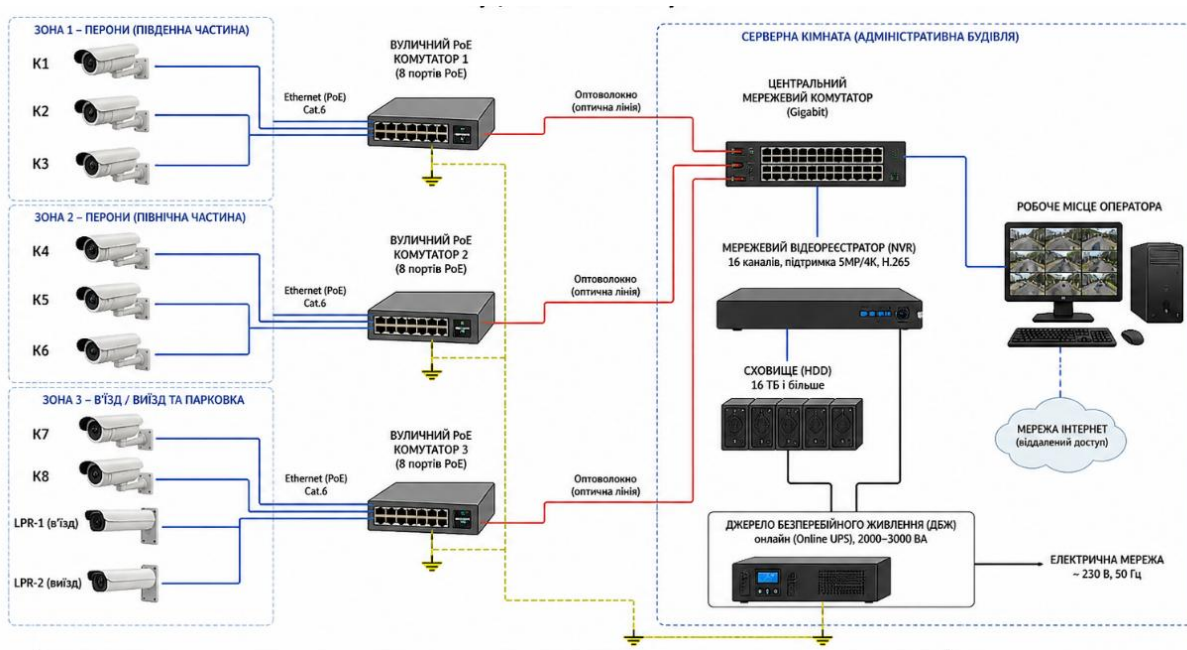 ЗОНА 1 – ПЕРОНИ (ПІВДЕННА ЧАСТИНА)
К1
К2
К3
Ethernet (PoE)
Cat.6
ВУЛИЧНИЙ PoE
КОМУТАТОР 1
(8 портів PoE)
Оптоволокно
(оптична лінія)
ЗОНА 2 – ПЕРОНИ (ПІВНІЧНА ЧАСТИНА)
К4
К5
К6
Ethernet (PoE)
Cat.6
ВУЛИЧНИЙ PoE
КОМУТАТОР 2
(8 портів PoE)
Оптоволокно
(оптична лінія)
ЗОНА 3 – В'ЇЗД / ВИЇЗД ТА ПАРКОВКА
К7
К8
LPR-1 (в'їзд)
LPR-2 (виїзд)
Ethernet (PoE)
Cat.6
ВУЛИЧНИЙ PoE
КОМУТАТОР 3
(8 портів PoE)
Оптоволокно
(оптична лінія)
СЕРВЕРНА КІМНАТА (АДМІНІСТРАТИВНА БУДІВЛЯ)
ЦЕНТРАЛЬНИЙ
МЕРЕЖЕВИЙ КОМУТАТОР
(Gigabit)
МЕРЕЖЕВИЙ ВІДЕОРЕЄСТРАТОР (NVR)
16 каналів, підтримка 5MP/4K, H.265
СХОВИЩЕ (HDD)
16 ТБ і більше
ДЖЕРЕЛО БЕЗПЕРЕБІЙНОГО ЖИВЛЕННЯ (ДБЖ)
онлайн (Online UPS), 2000–3000 ВА
РОБОЧЕ МІСЦЕ ОПЕРАТОРА
МЕРЕЖА ІНТЕРНЕТ
(віддалений доступ)
ЕЛЕКТРИЧНА МЕРЕЖА
~ 230 В, 50 Гц